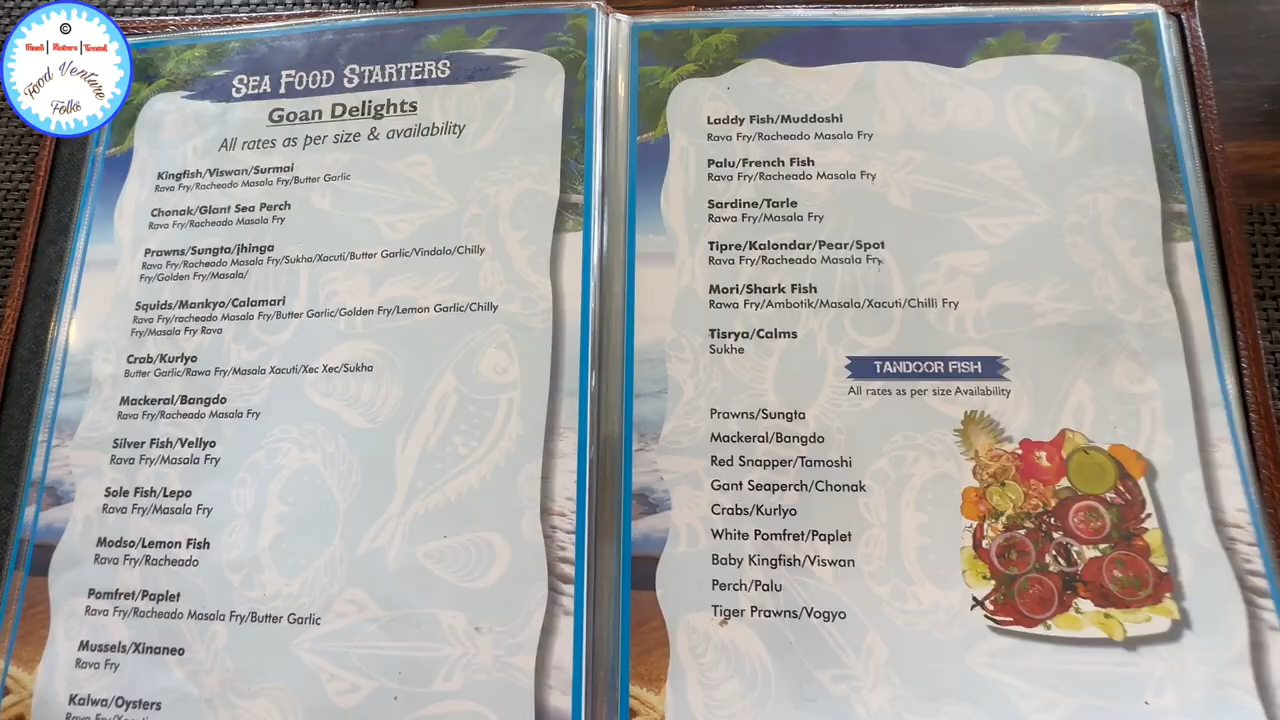 ©
Food | Nature | Travel
Food Venture
Folks
SEA FOOD STARTERS
Goan Delights
All rates as per size & availability
Kingfish/Viswan/Surmai
Rava Fry/Racheado Masala Fry/Butter Garlic
Chonak/Glant Sea Perch
Rava Fry/Racheado Masala Fry
Prawns/Sungta/jhinga
Rava Fry/Racheado Masala Fry/Sukha/Xacuti/Butter Garlic/Vindalo/Chilly
Fry/Golden Fry/Masala/
Squids/Mankyo/Calamari
Rava Fry/racheado Masala Fry/Butter Garlic/Golden Fry/Lemon Garlic/Chilly
Fry/Masala Fry Rava
Crab/Kurlyo
Butter Garlic/Rawa Fry/Masala Xacuti/Xec Xec/Sukha
Mackeral/Bangdo
Rava Fry/Racheado Masala Fry
Silver Fish/Vellyo
Rava Fry/Masala Fry
Sole Fish/Lepo
Rava Fry/Masala Fry
Modso/Lemon Fish
Rava Fry/Racheado
Pomfret/Paplet
Rava Fry/Racheado Masala Fry/Butter Garlic
Mussels/Xinaneo
Rava Fry
Kalwa/Oysters
Laddy Fish/Muddoshi
Rava Fry/Racheado Masala Fry
Palu/French Fish
Rava Fry/Racheado Masala Fry
Sardine/Tarle
Rawa Fry/Masala Fry
Tipre/Kalondar/Pear/Spot
Rava Fry/Racheado Masala Fry
Mori/Shark Fish
Rawa Fry/Ambotik/Masala/Xacuti/Chilli Fry
Tisrya/Calms
Sukhe
TANDOOR FISH
All rates as per size Availability
Prawns/Sungta
Mackeral/Bangdo
Red Snapper/Tamoshi
Gant Seaperch/Chonak
Crabs/Kurlyo
White Pomfret/Paplet
Baby Kingfish/Viswan
Perch/Palu
Tiger Prawns/Vogyo